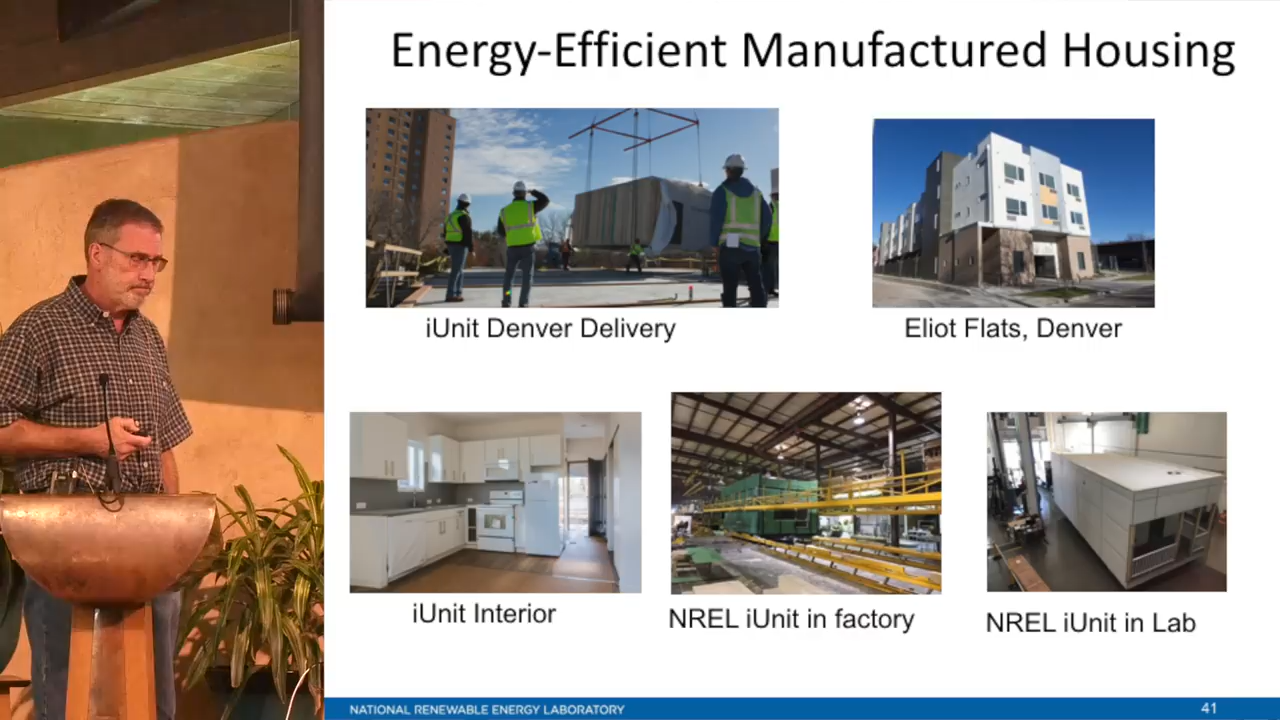 Energy-Efficient Manufactured Housing
iUnit Denver Delivery
Eliot Flats, Denver
iUnit Interior
NREL iUnit in factory
NREL iUnit in Lab
NATIONAL RENEWABLE ENERGY LABORATORY
41